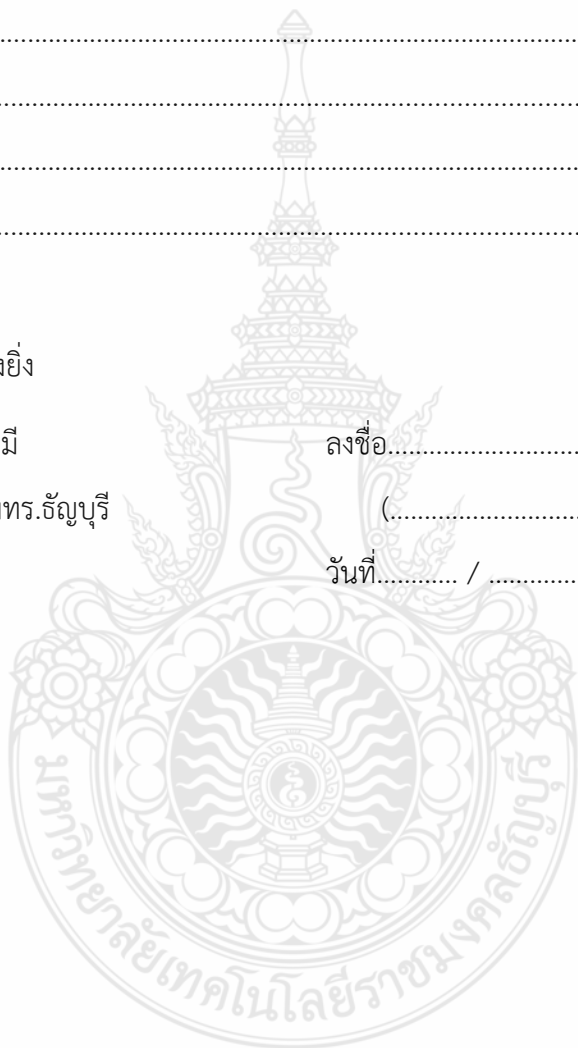 ................................................................................
................................................................................
................................................................................
................................................................................
งยิ่ง
มี ลงชื่อ............................
มทร.ธัญบุรี (............................
วันที่............ / .............
มหาวิทยาลัยเทคโนโลยีราชมงคลธัญบุรี